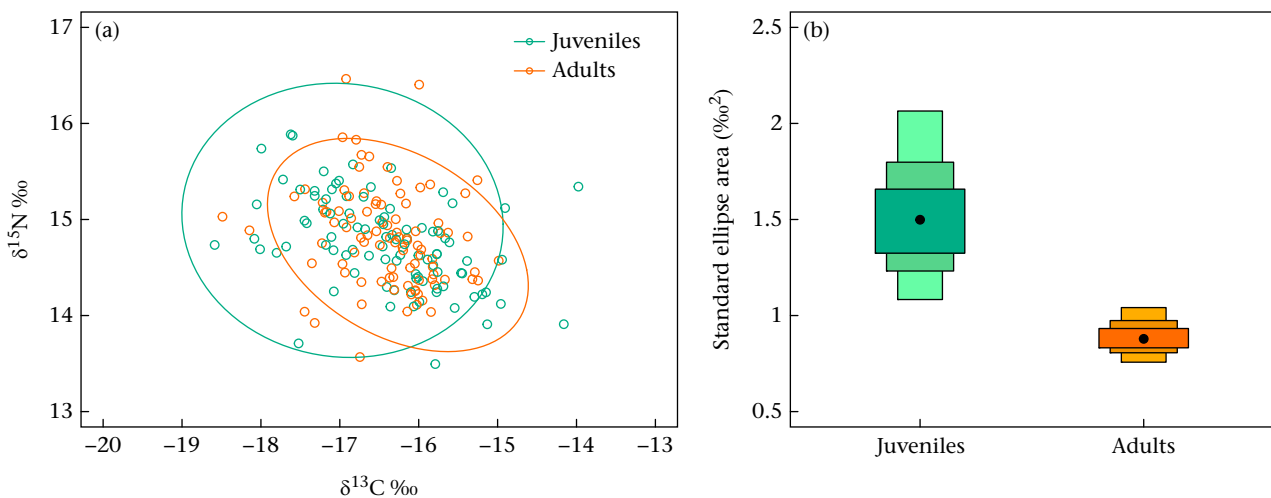 (a)
Juveniles
Adults
17
16
15
14
13
δ¹⁵N ‰
−20
−19
−18
−17
−16
−15
−14
−13
δ¹³C ‰
(b)
2.5
2
1.5
1
0.5
Standard ellipse area (‰²)
Juveniles
Adults